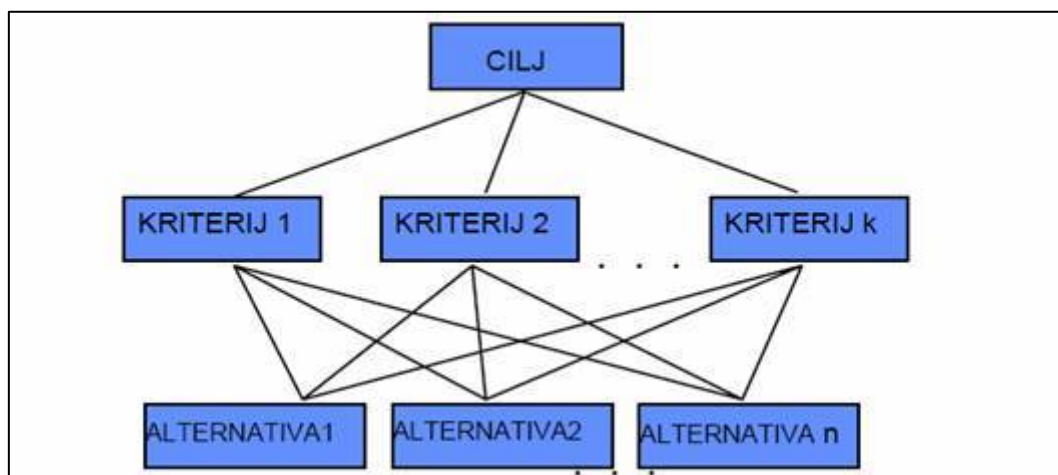 CILJ
KRITERIJ 1
KRITERIJ 2
. . .
KRITERIJ k
ALTERNATIVA1
ALTERNATIVA2
. . .
ALTERNATIVA n